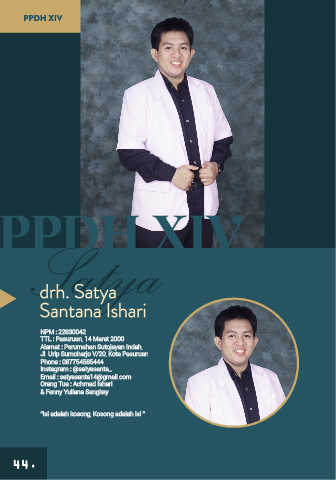 PPDH XIV
PPDH XIV
Satya
drh. Satya
Santana Ishari
NPM : 22830042
TTL : Pasuruan, 14 Maret 2000
Alamat : Perumahan Sutojayan Indah,
Jl Urip Sumoharjo V/20, Kota Pasuruan
Phone : 087754585444
Instagram : @satyasanta_
Email : satyasanta14@gmail.com
Orang Tua : Achmad Ishari
& Fenny Yuliana Sangkey
"Isi adalah kosong, Kosong adalah isi "
44.